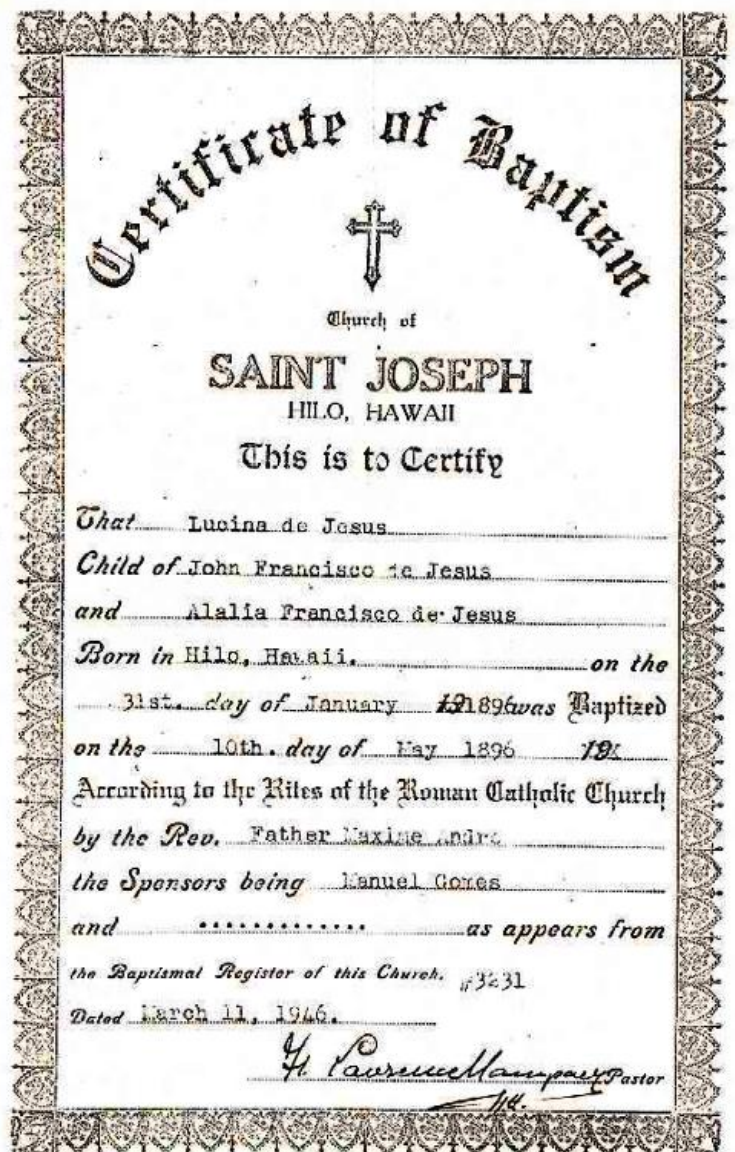 Certificate of Baptism
Church of
SAINT JOSEPH
HILO, HAWAII
This is to Certify
That Lucina de Jesus
Child of John Francisco de Jesus
and Alalia Francisco de Jesus
Born in Hilo, Hawaii. on the
31st. day of January 19 1896 was Baptized
on the 10th. day of May 1896 19
According to the Rites of the Roman Catholic Church
by the Rev. Father Maxime Andre
the Sponsors being Manuel Gomes
and ............. as appears from
the Baptismal Register of this Church. #3231
Dated March 11, 1946.
Pastor